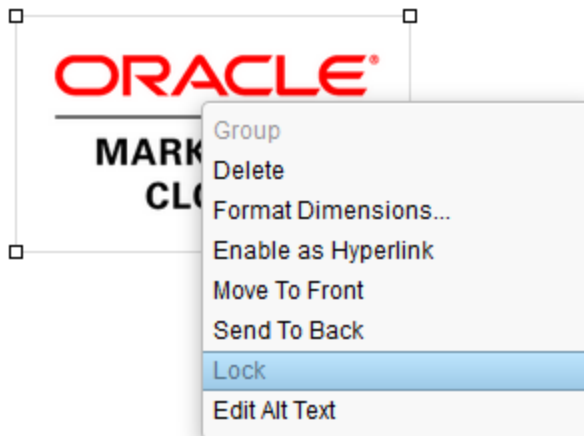 ORACLE®
MARK
CL
Group
Delete
Format Dimensions...
Enable as Hyperlink
Move To Front
Send To Back
Lock
Edit Alt Text